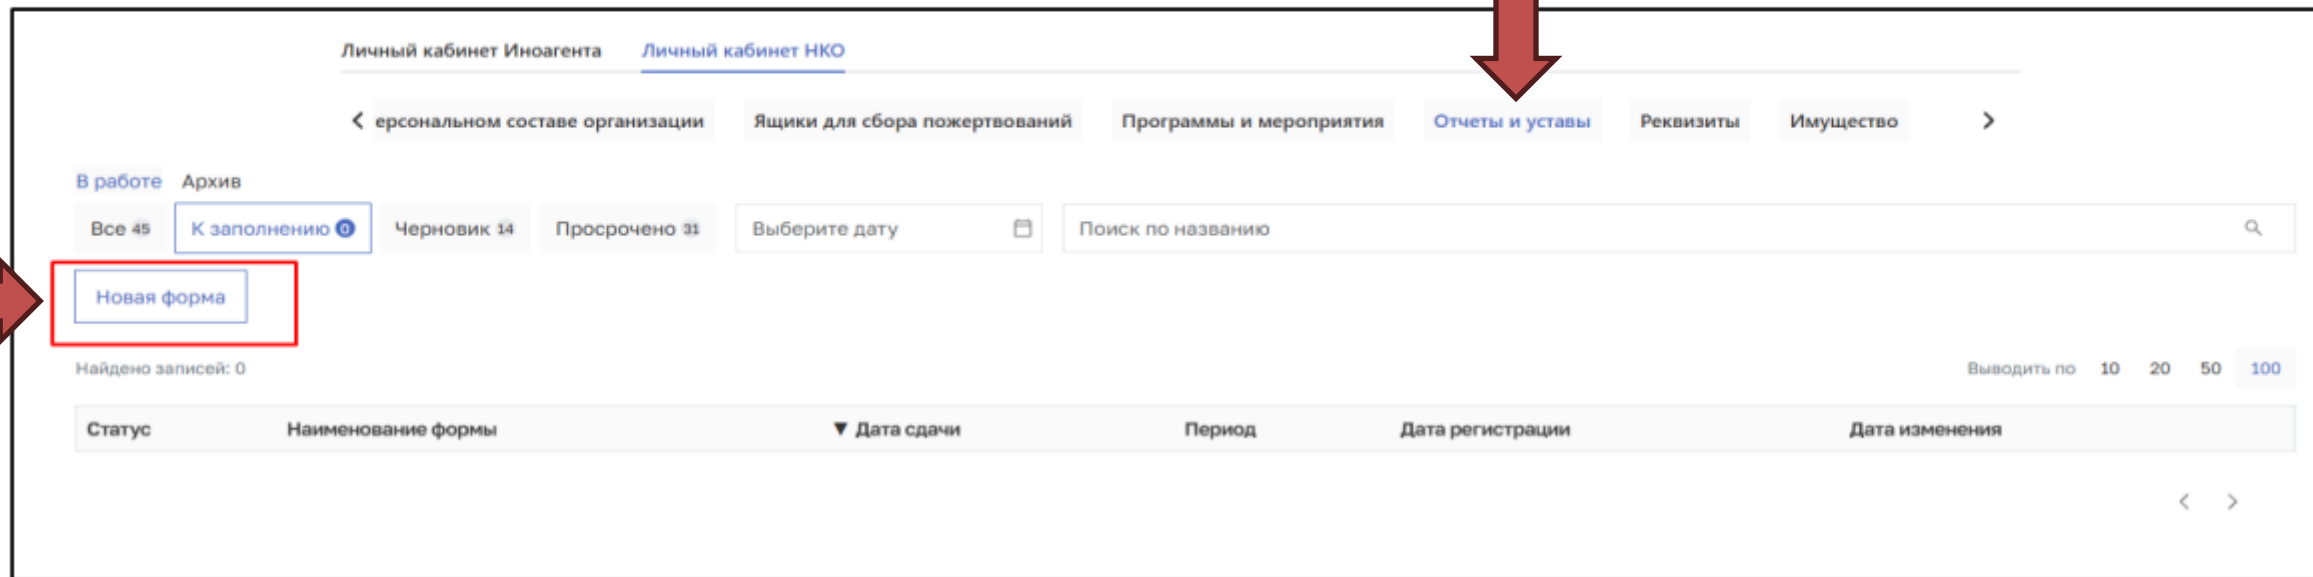 Личный кабинет Иноагента Личный кабинет НКО
ерсональном составе организации Ящики для сбора пожертвований Программы и мероприятия Отчеты и уставы Реквизиты Имущество
В работе Архив
Все 45 К заполнению 0 Черновик 14 Просрочено 31 Выберите дату Поиск по названию
Новая форма
Найдено записей: 0 Выводить по 10 20 50 100
Статус Наименование формы ▼ Дата сдачи Период Дата регистрации Дата изменения